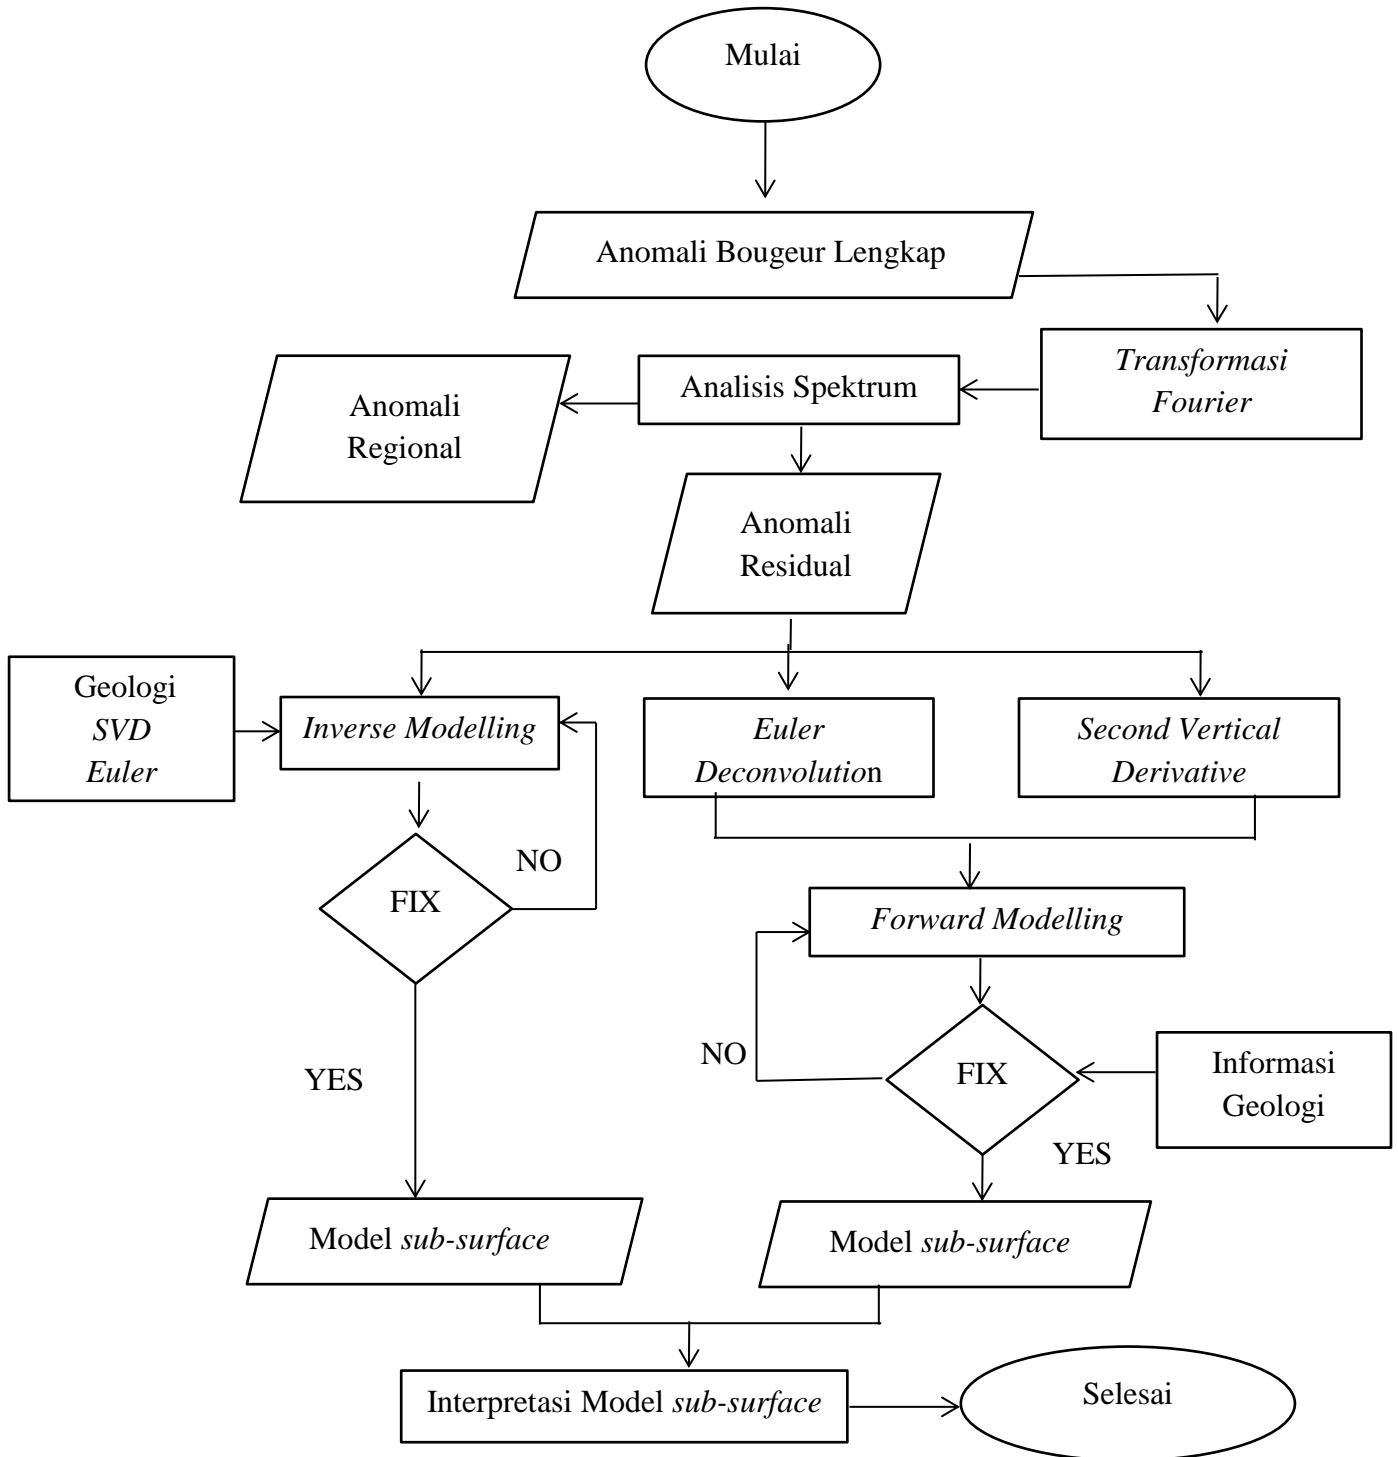 Mulai
Anomali Bougeur Lengkap
Transformasi
Fourier
Analisis Spektrum
Anomali
Regional
Anomali
Residual
Geologi
SVD
Euler
Inverse Modelling
Euler
Deconvolution
Second Vertical
Derivative
NO
FIX
Forward Modelling
NO
FIX
Informasi
Geologi
YES
YES
Model sub-surface
Model sub-surface
Interpretasi Model sub-surface
Selesai